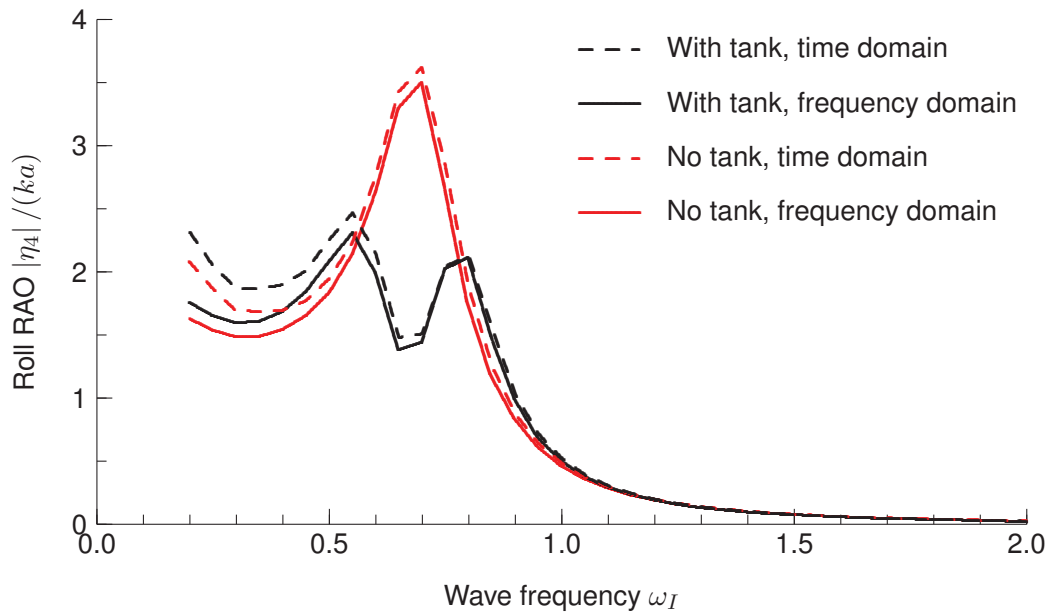 4
3
2
1
0
0.0
0.5
1.0
1.5
2.0
Roll RAO |η₄| /(ka)
Wave frequency ω_I
With tank, time domain
With tank, frequency domain
No tank, time domain
No tank, frequency domain